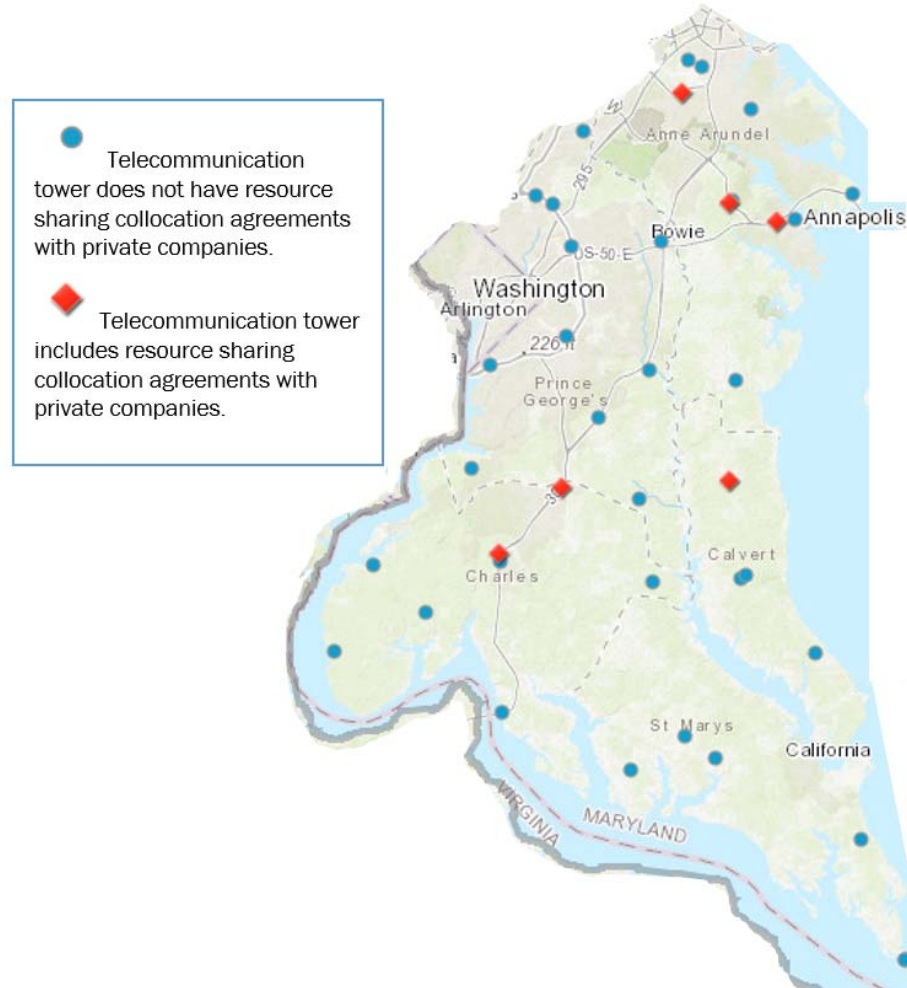 Telecommunication
tower does not have resource
sharing collocation agreements
with private companies.
Telecommunication tower
includes resource sharing
collocation agreements with
private companies.
295
Anne Arundel
Annapolis
Bowie
US-50-E
Washington
Arlington
226 ft
Prince
George's
Calvert
Charles
St Marys
California
VIRGINIA
MARYLAND